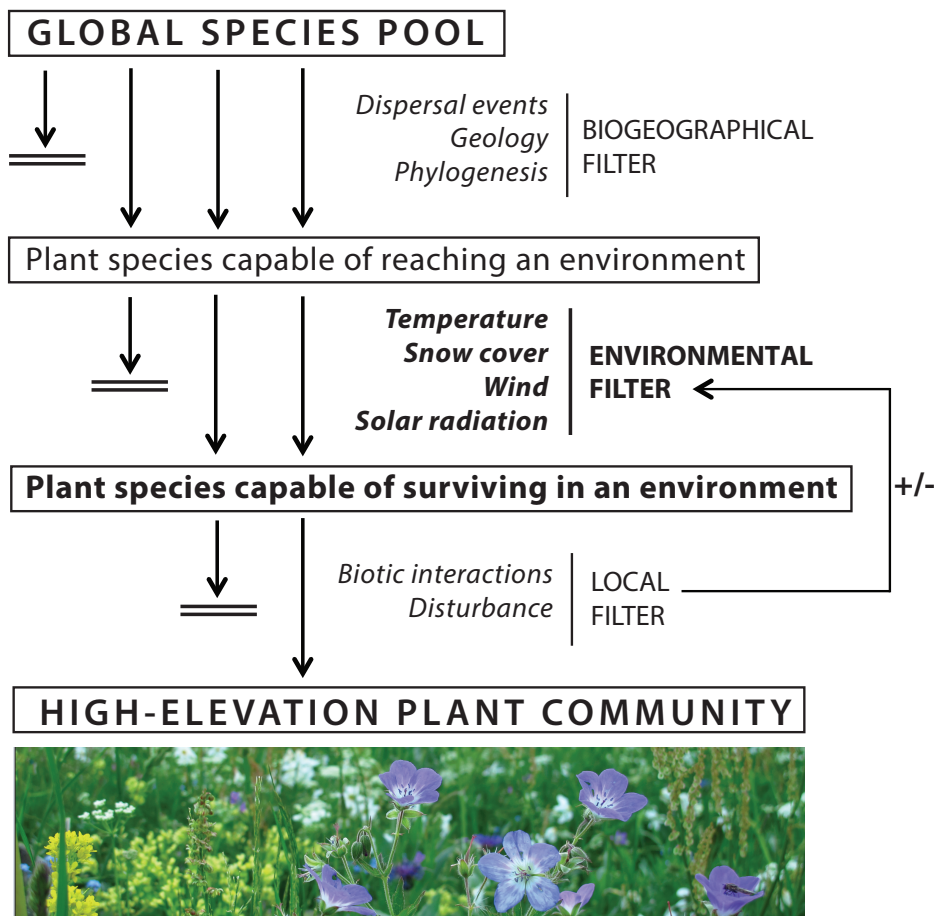 GLOBAL SPECIES POOL
Dispersal events
Geology
Phylogenesis
BIOGEOGRAPHICAL
FILTER
Plant species capable of reaching an environment
Temperature
Snow cover
Wind
Solar radiation
ENVIRONMENTAL
FILTER
+/-
Plant species capable of surviving in an environment
Biotic interactions
Disturbance
LOCAL
FILTER
HIGH-ELEVATION PLANT COMMUNITY